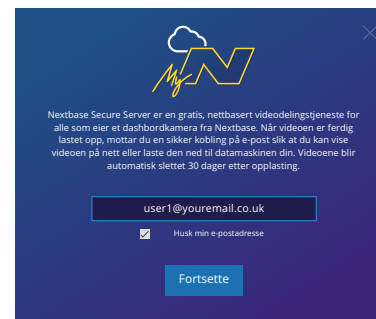 My N
Nextbase Secure Server er en gratis, nettbasert videodelingstjeneste for
alle som eier et dashbordkamera fra Nextbase. Når videoen er ferdig
lastet opp, mottar du en sikker kobling på e-post slik at du kan vise
videoen på nett eller laste den ned til datamaskinen din. Videoene blir
automatisk slettet 30 dager etter opplasting.
user1@youremail.co.uk
Husk min e-postadresse
Fortsette